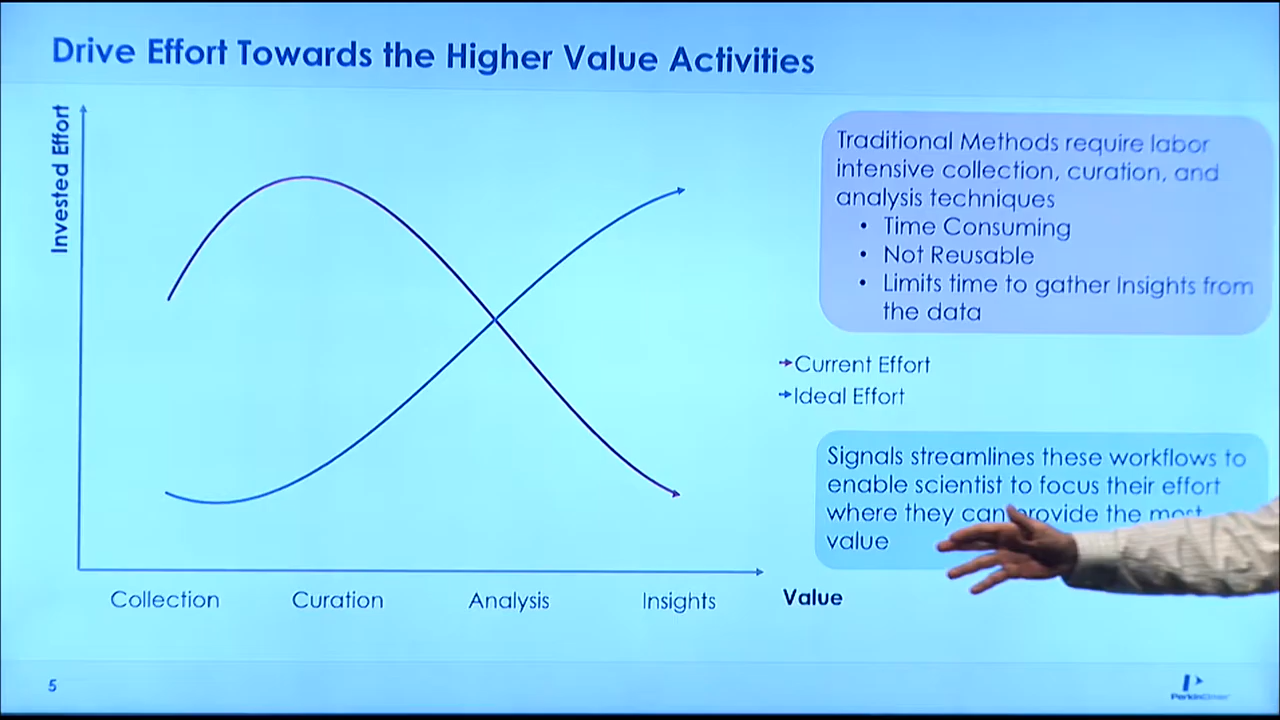 Drive Effort Towards the Higher Value Activities
Invested Effort
Traditional Methods require labor
intensive collection, curation, and
analysis techniques
• Time Consuming
• Not Reusable
• Limits time to gather Insights from
the data
Current Effort
Ideal Effort
Signals streamlines these workflows to
enable scientist to focus their effort
where they can provide the most
value
Collection
Curation
Analysis
Insights
Value
5
PerkinElmer